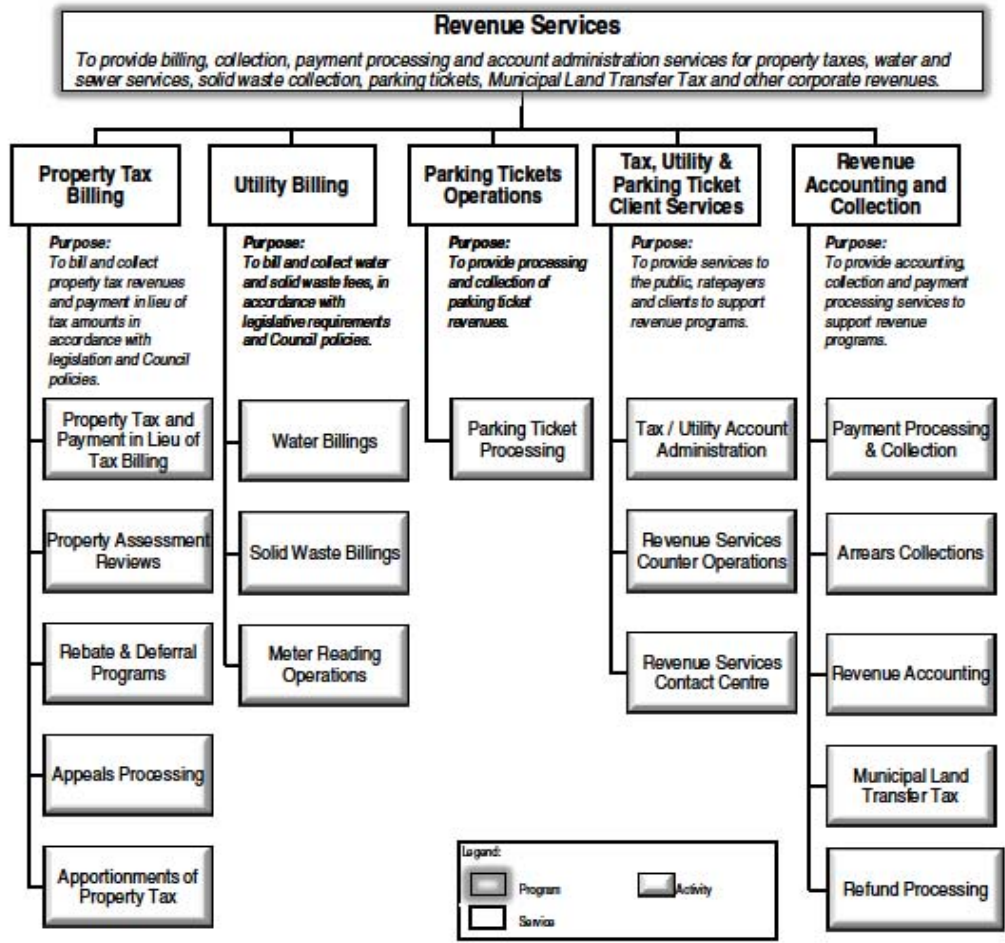 Revenue Services
To provide billing, collection, payment processing and account administration services for property taxes, water and
sewer services, solid waste collection, parking tickets, Municipal Land Transfer Tax and other corporate revenues.
Property Tax
Billing
Purpose:
To bill and collect
property tax revenues
and payment in lieu of
tax amounts in
accordance with
legislation and Council
policies.
Property Tax and
Payment in Lieu of
Tax Billing
Property Assessment
Reviews
Rebate & Deferral
Programs
Appeals Processing
Apportionments of
Property Tax
Utility Billing
Purpose:
To bill and collect water
and solid waste fees, in
accordance with
legislative requirements
and Council policies.
Water Billings
Solid Waste Billings
Meter Reading
Operations
Parking Tickets
Operations
Purpose:
To provide processing
and collection of
parking ticket
revenues.
Parking Ticket
Processing
Tax, Utility &
Parking Ticket
Client Services
Purpose:
To provide services to
the public, ratepayers
and clients to support
revenue programs.
Tax / Utility Account
Administration
Revenue Services
Counter Operations
Revenue Services
Contact Centre
Revenue
Accounting and
Collection
Purpose:
To provide accounting,
collection and payment
processing services to
support revenue
programs.
Payment Processing
& Collection
Arrears Collections
Revenue Accounting
Municipal Land
Transfer Tax
Refund Processing
Legend:
Program
Activity
Service